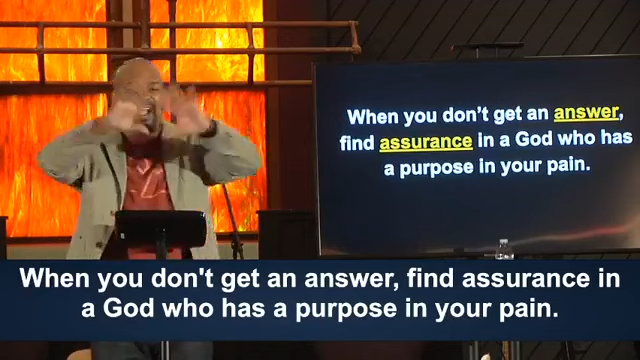 When you don’t get an answer,
find assurance in a God who has
a purpose in your pain.
When you don't get an answer, find assurance in
a God who has a purpose in your pain.